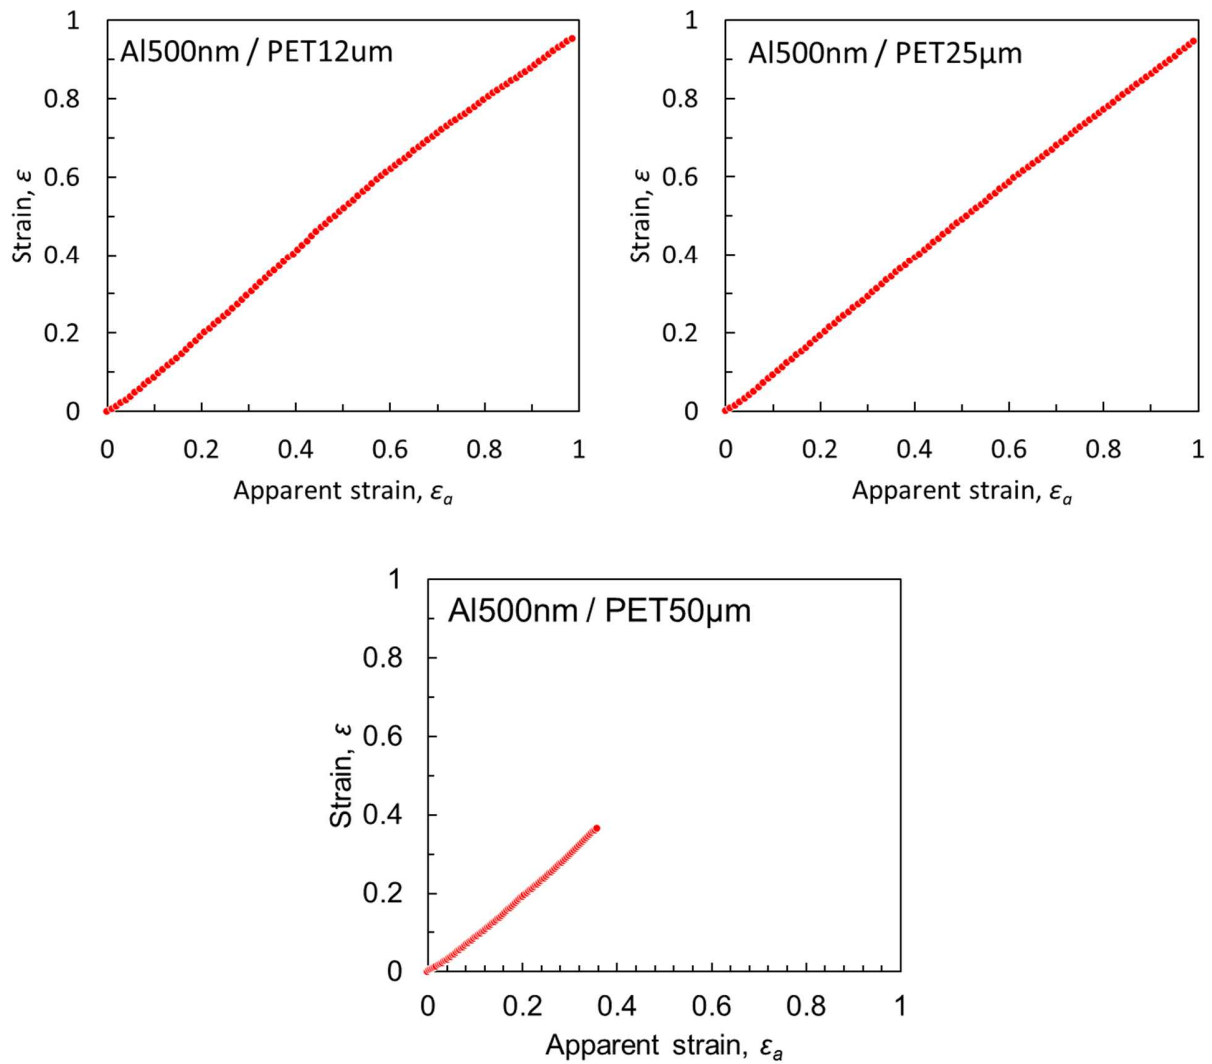 Al500nm / PET12um
1
0.8
0.6
0.4
0.2
0
Strain, ε
0 0.2 0.4 0.6 0.8 1
Apparent strain, εa
Al500nm / PET25μm
1
0.8
0.6
0.4
0.2
0
Strain, ε
0 0.2 0.4 0.6 0.8 1
Apparent strain, εa
Al500nm / PET50μm
1
0.8
0.6
0.4
0.2
0
Strain, ε
0 0.2 0.4 0.6 0.8 1
Apparent strain, εa